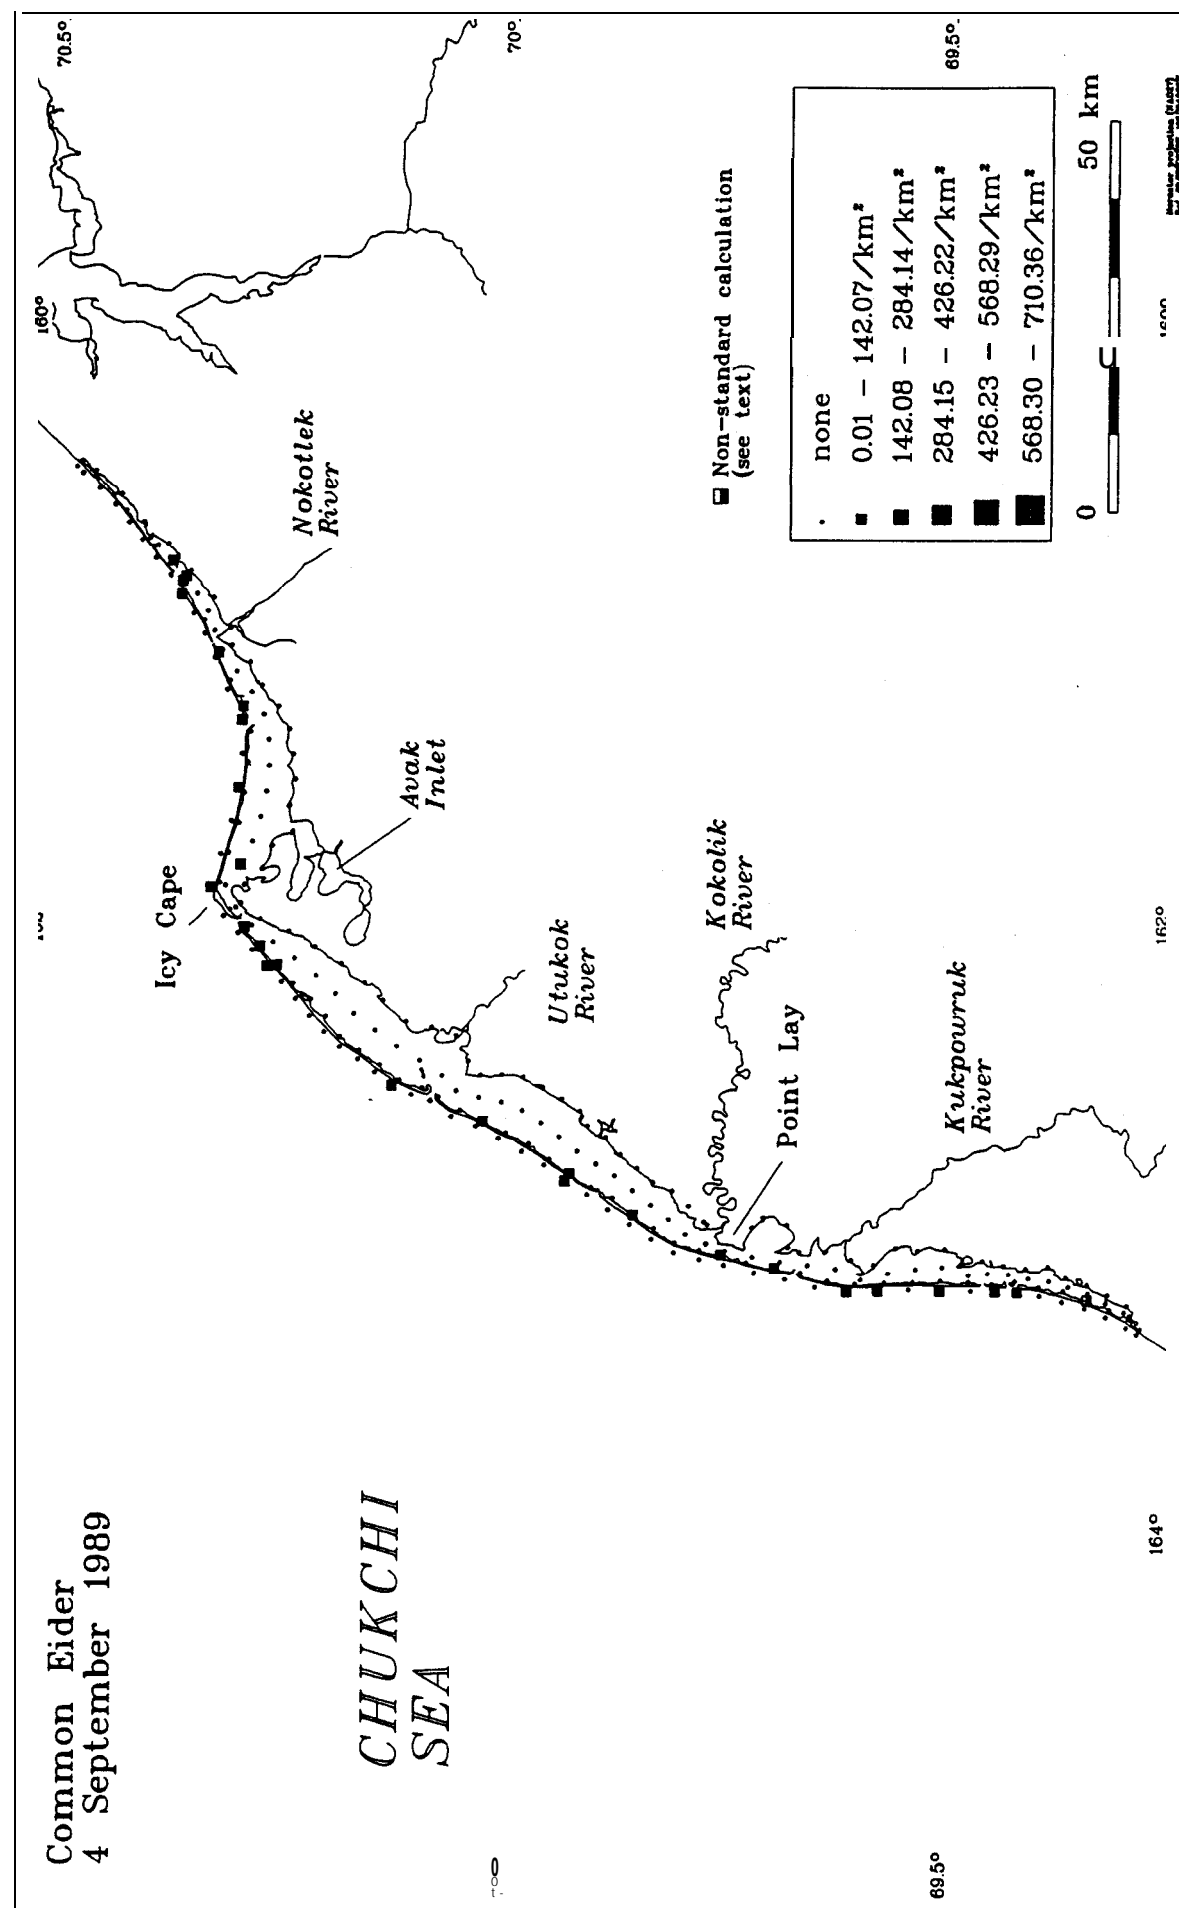 Common Eider
4 September 1989
CHUKCHI
SEA
Icy Cape
Nokotlek
River
Avak
Inlet
Utukok
River
Kokolik
River
Point Lay
Kukpowruk
River
70.5°
70°
69.5°
160°
162°
164°
69.5°
Non-standard calculation
(see text)
none
0.01 - 142.07/km²
142.08 - 284.14/km²
284.15 - 426.22/km²
426.23 - 568.29/km²
568.30 - 710.36/km²
0
50 km